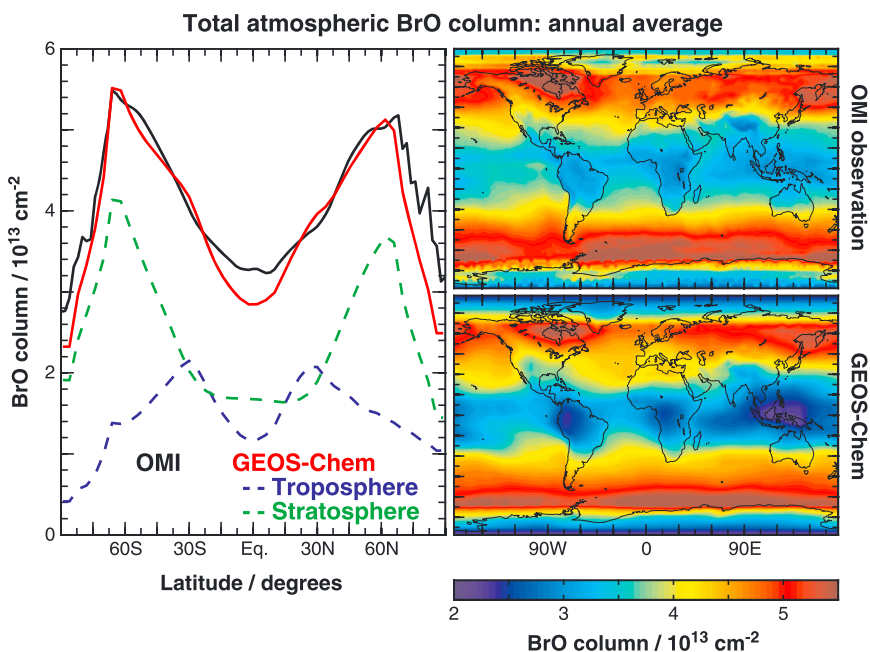 Total atmospheric BrO column: annual average
6
4
2
0
BrO column / 10¹³ cm⁻²
OMI
GEOS-Chem
Troposphere
Stratosphere
60S 30S Eq. 30N 60N
Latitude / degrees
OMI observation
GEOS-Chem
90W 0 90E
2 3 4 5
BrO column / 10¹³ cm⁻²